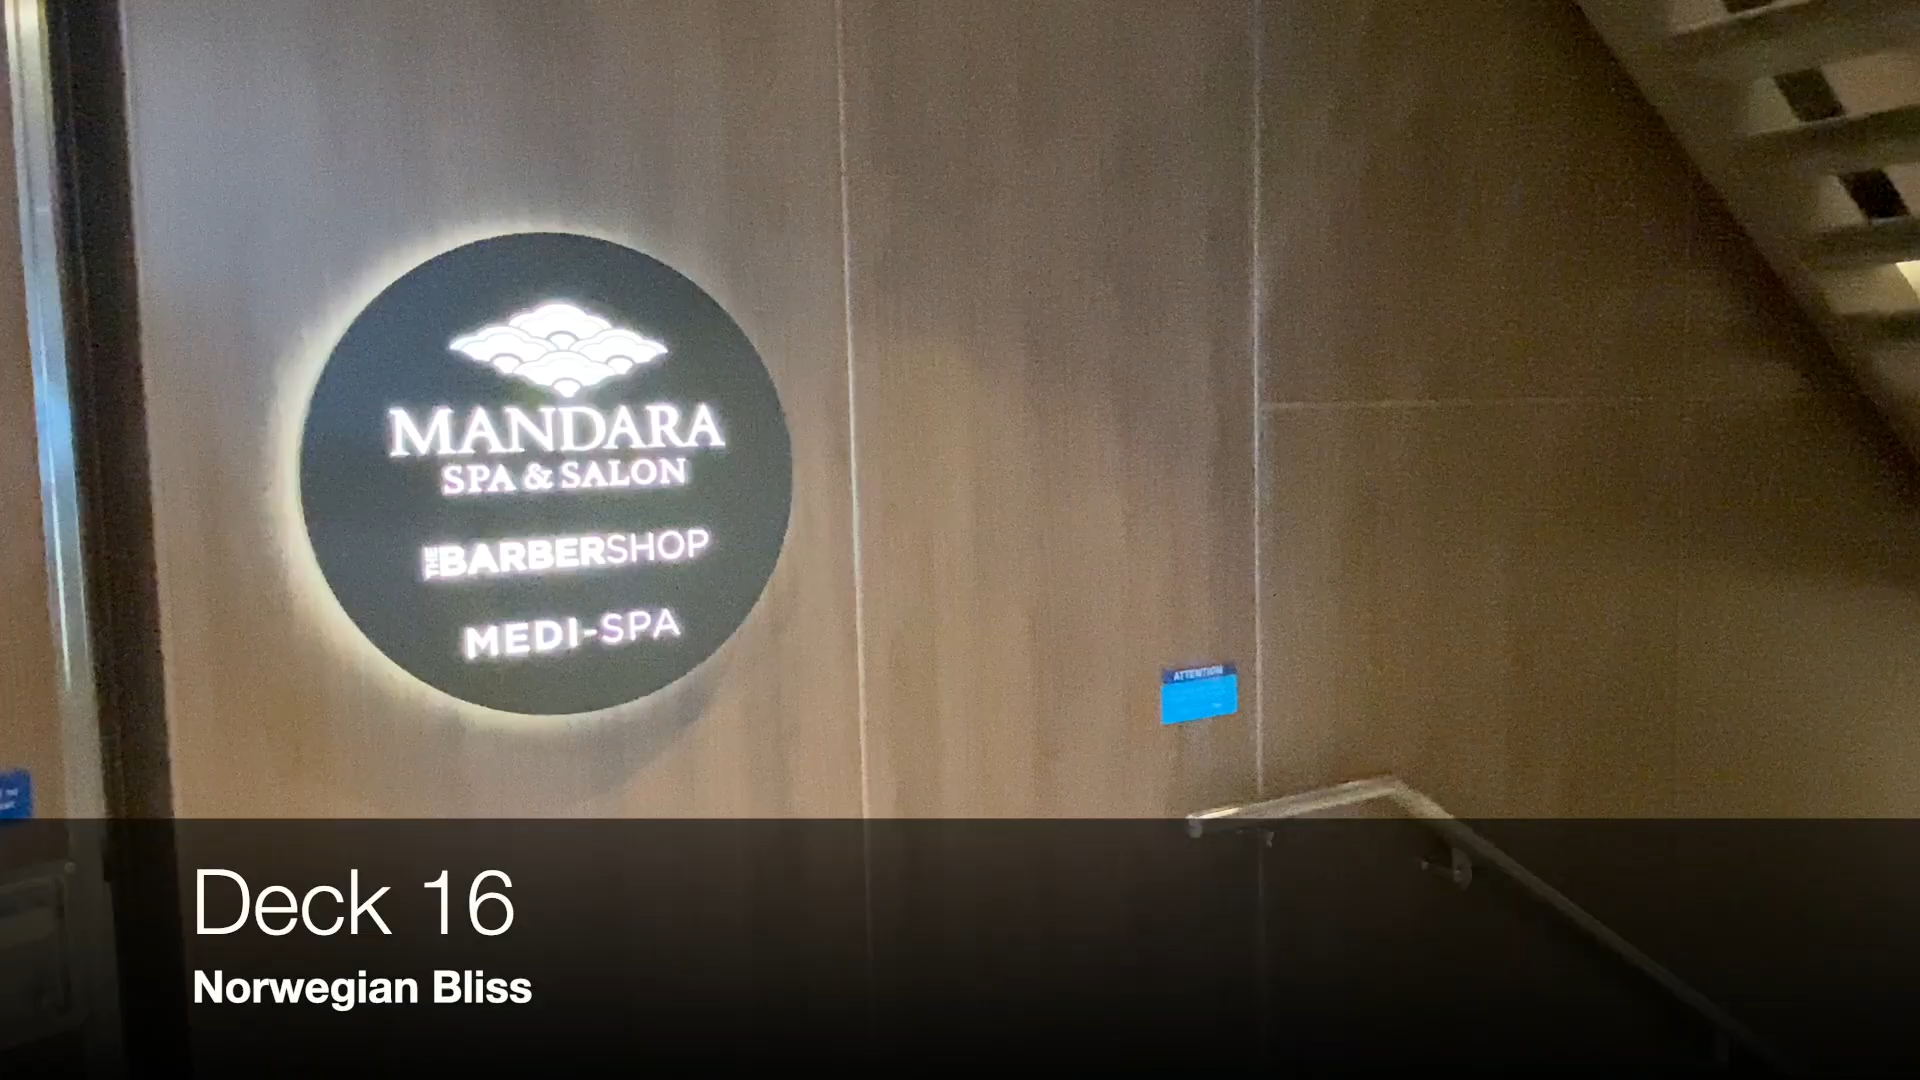 MANDARA
SPA & SALON
THE BARBERSHOP
MEDI-SPA
ATTENTION
Deck 16
Norwegian Bliss